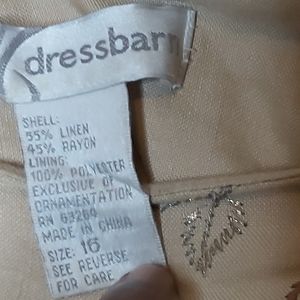 dressbarn
SHELL:
55% LINEN
45% RAYON
LINING:
100% POLYESTER
EXCLUSIVE OF
ORNAMENTATION
RN 63269
MADE IN CHINA
SIZE: 16
SEE REVERSE
FOR CARE